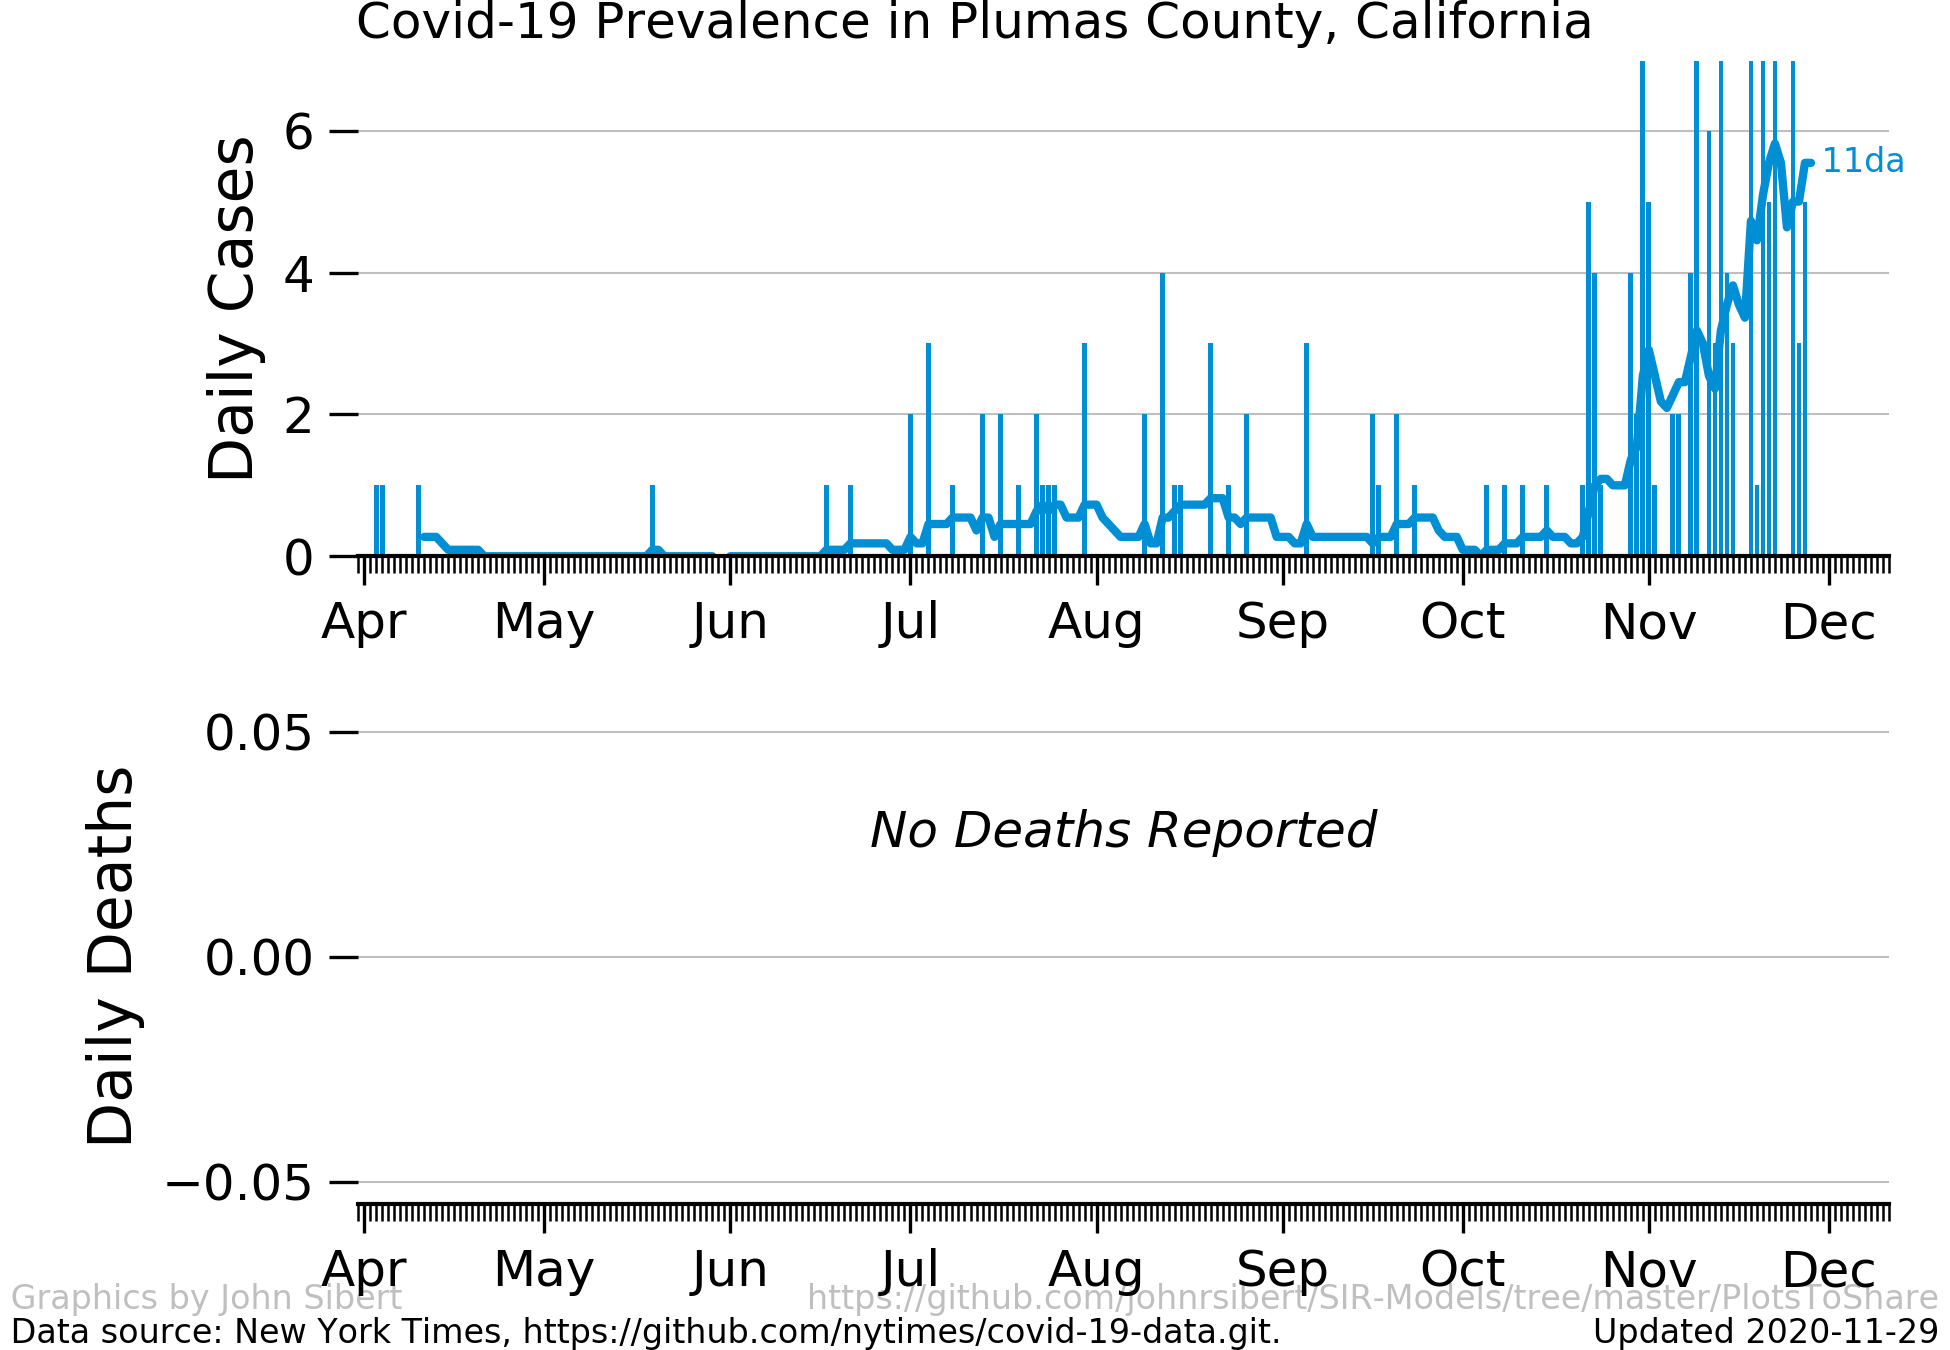 Covid-19 Prevalence in Plumas County, California
Daily Cases
6
4
2
0
11da
Apr May Jun Jul Aug Sep Oct Nov Dec
Daily Deaths
0.05
0.00
−0.05
No Deaths Reported
Apr May Jun Jul Aug Sep Oct Nov Dec
Graphics by John Sibert https://github.com/johnrsibert/SIR-Models/tree/master/PlotsToShare
Data source: New York Times, https://github.com/nytimes/covid-19-data.git. Updated 2020-11-29